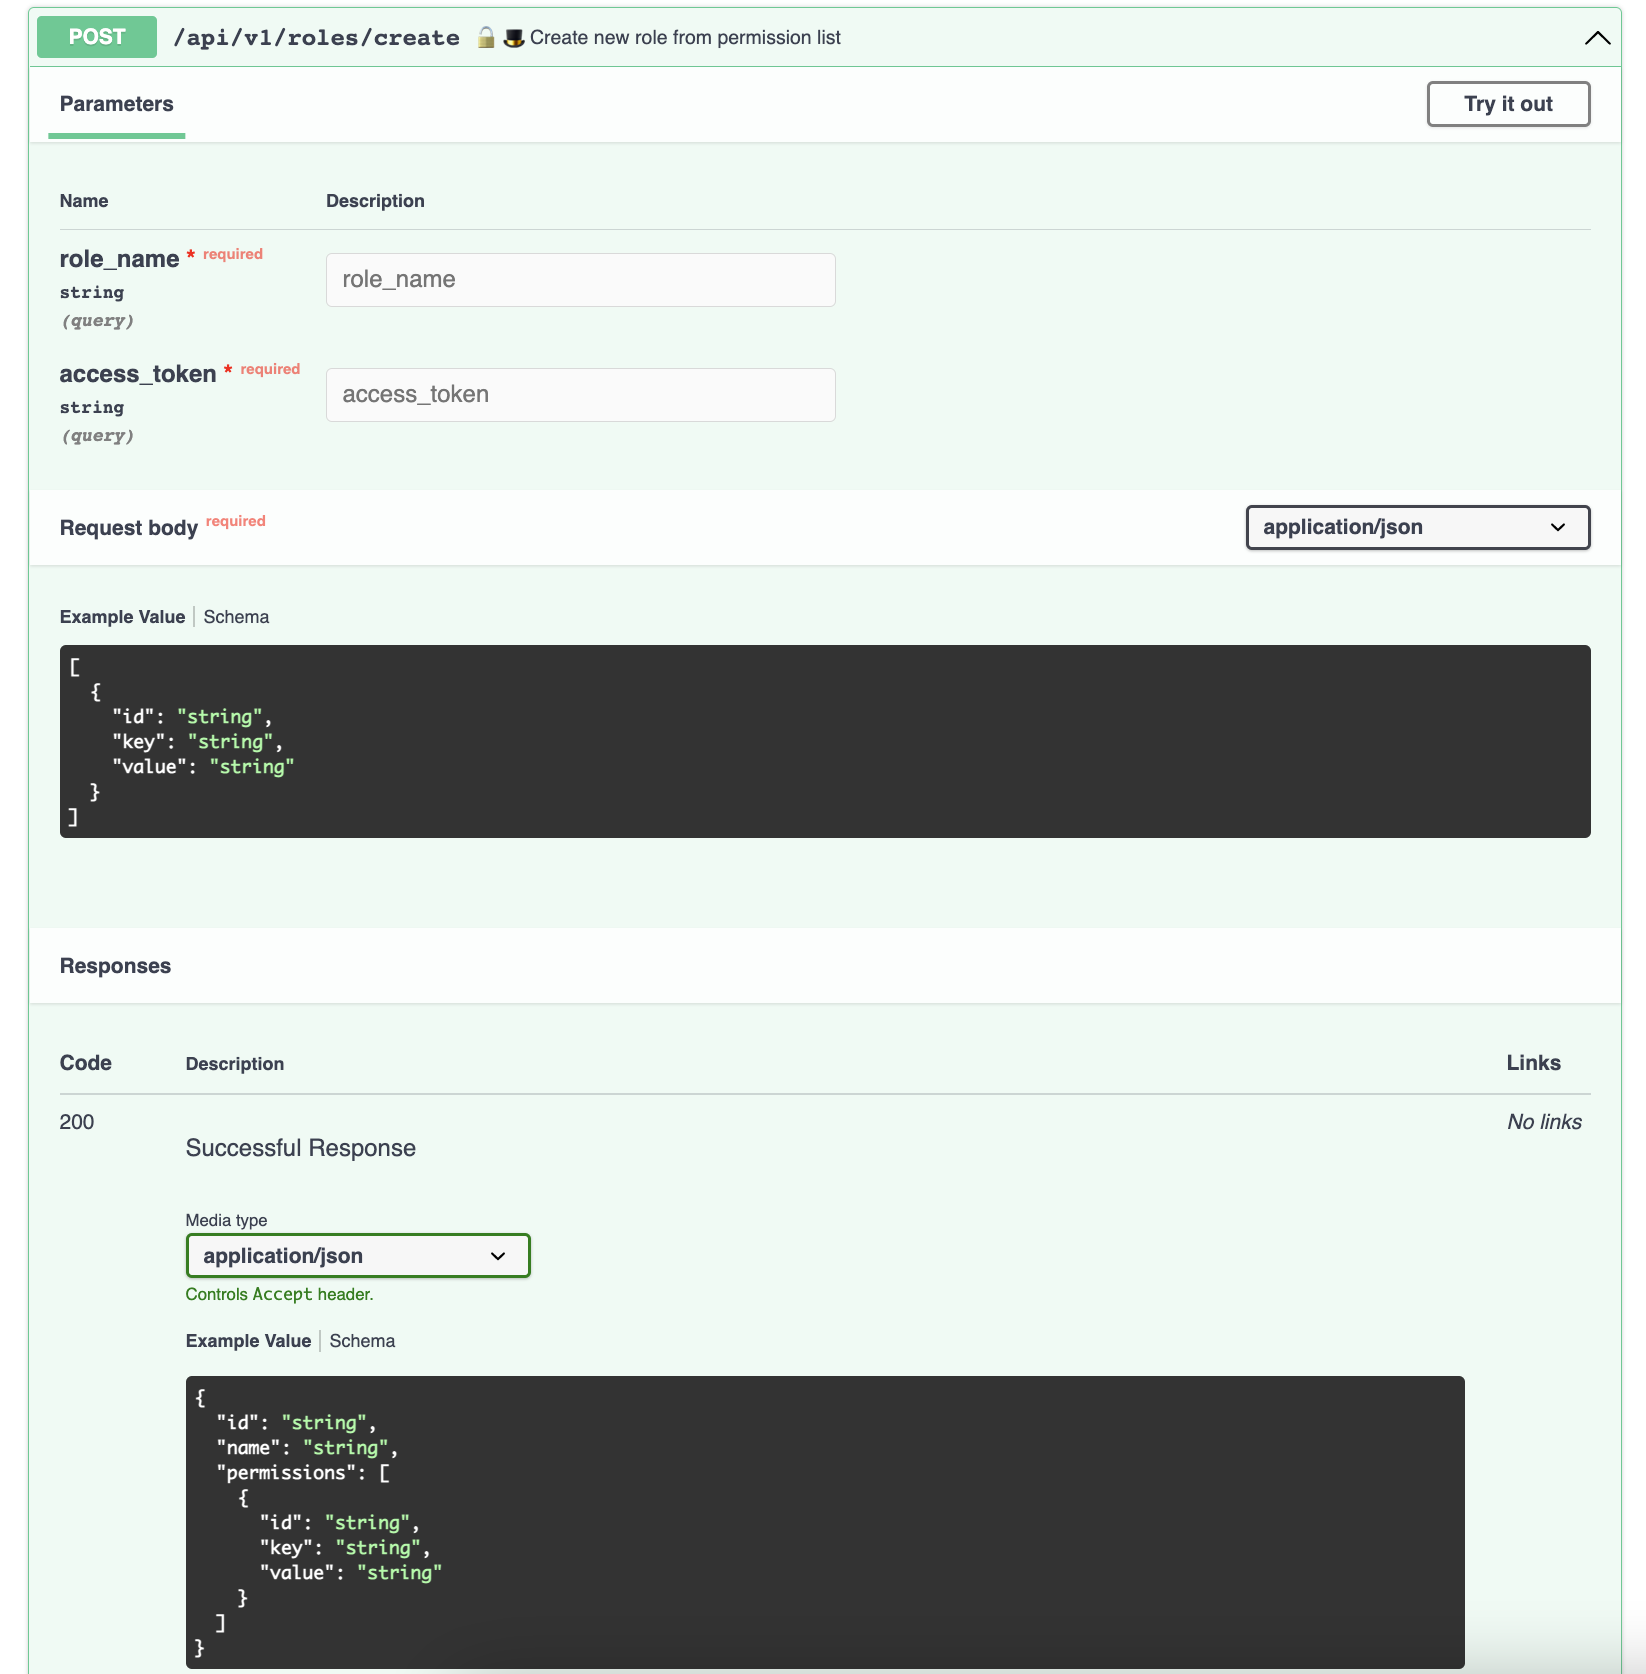 POST /api/v1/roles/create 🔒 🎩 Create new role from permission list
Parameters
Try it out
Name Description
role_name * required
string
(query)
role_name
access_token * required
string
(query)
access_token
Request body required
application/json
Example Value | Schema
[
  {
    "id": "string",
    "key": "string",
    "value": "string"
  }
]
Responses
Code Description Links
200
Successful Response
No links
Media type
application/json
Controls Accept header.
Example Value | Schema
{
  "id": "string",
  "name": "string",
  "permissions": [
    {
      "id": "string",
      "key": "string",
      "value": "string"
    }
  ]
}